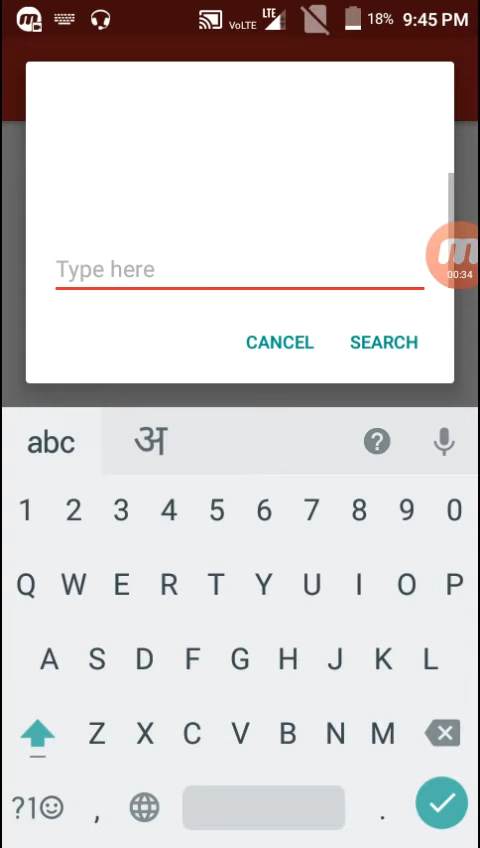 VoLTE LTE 18% 9:45 PM
Type here
00:34
CANCEL SEARCH
abc अ ?
1 2 3 4 5 6 7 8 9 0
Q W E R T Y U I O P
A S D F G H J K L
Z X C V B N M
?1☺ , .